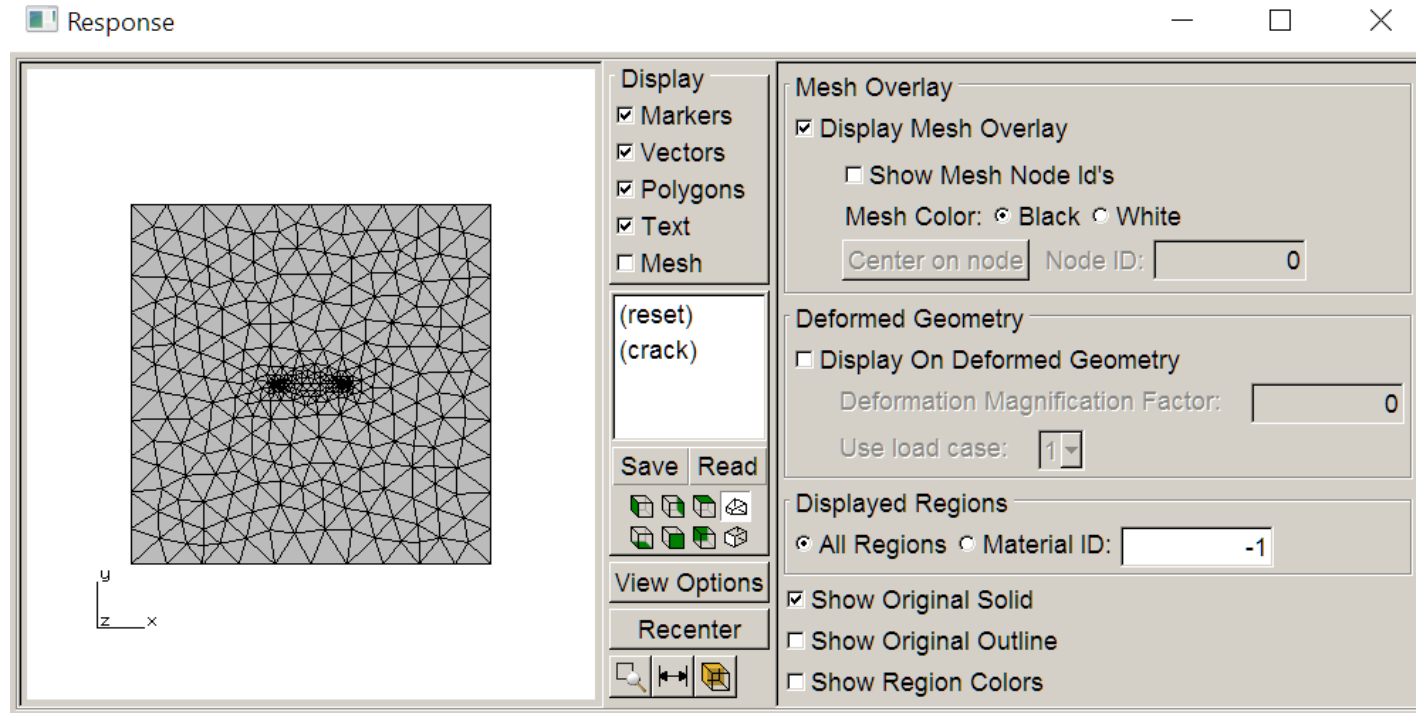 Response
y
z x
Display
Markers
Vectors
Polygons
Text
Mesh
(reset)
(crack)
Save Read
View Options
Recenter
Mesh Overlay
Display Mesh Overlay
Show Mesh Node Id's
Mesh Color: Black White
Center on node Node ID: 0
Deformed Geometry
Display On Deformed Geometry
Deformation Magnification Factor: 0
Use load case: 1
Displayed Regions
All Regions Material ID: -1
Show Original Solid
Show Original Outline
Show Region Colors